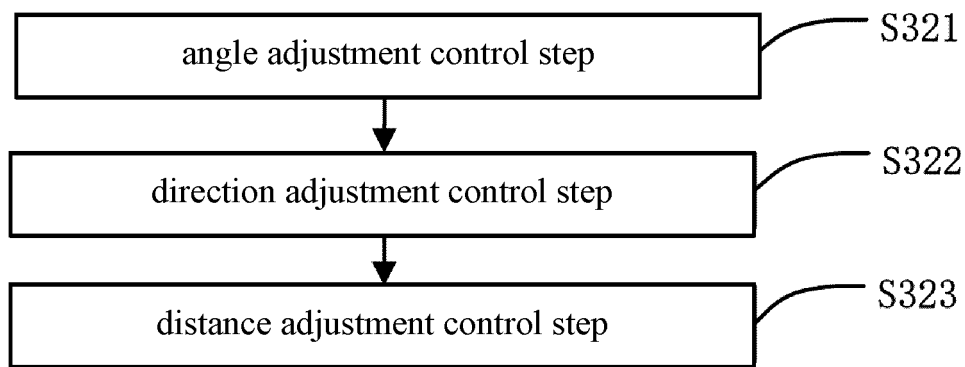 angle adjustment control step
S321
direction adjustment control step
S322
distance adjustment control step
S323